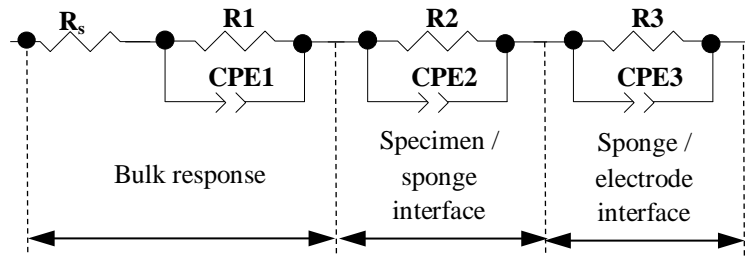 Rs R1 R2 R3
CPE1 CPE2 CPE3
Bulk response
Specimen /
sponge
interface
Sponge /
electrode
interface